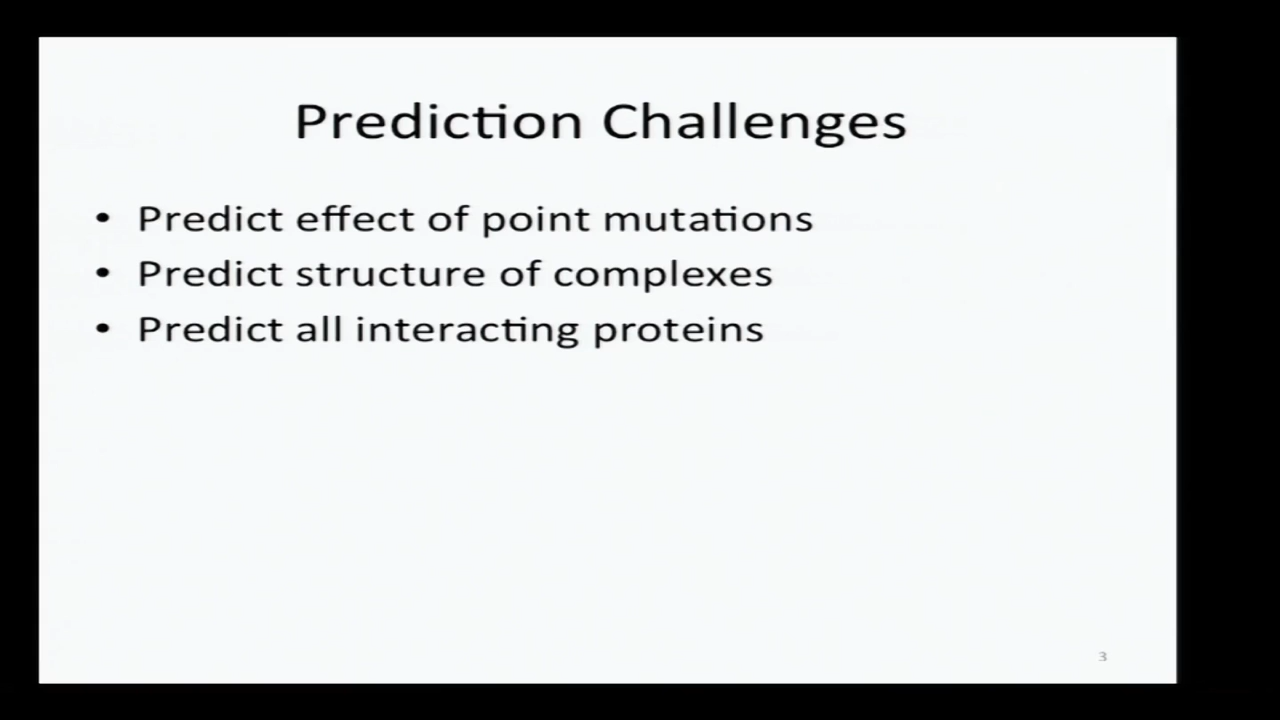 Prediction Challenges
• Predict effect of point mutations
• Predict structure of complexes
• Predict all interacting proteins
3